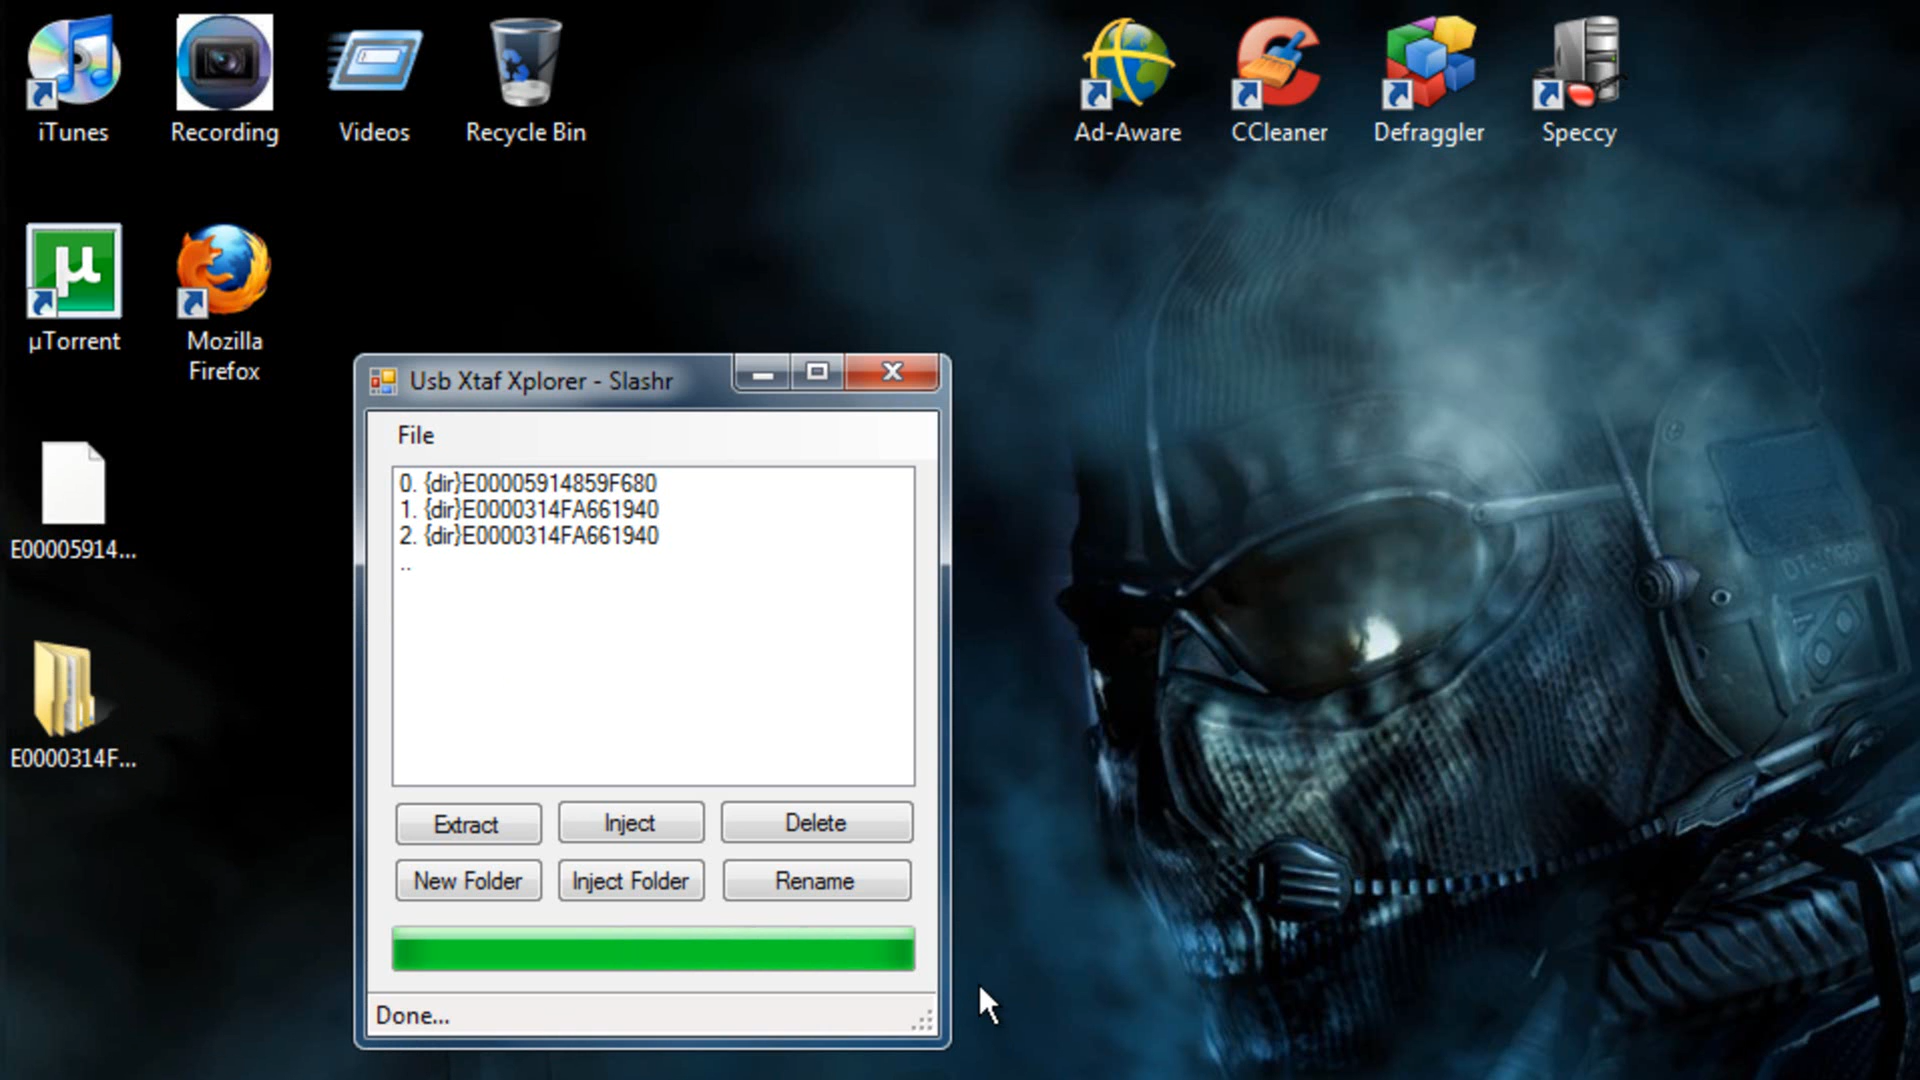 iTunes
Recording
Videos
Recycle Bin
Ad-Aware
CCleaner
Defraggler
Speccy
µ
µTorrent
Mozilla
Firefox
E00005914...
E0000314F...
Usb Xtaf Xplorer - Slashr
File
0. {dir}E00005914859F680
1. {dir}E0000314FA661940
2. {dir}E0000314FA661940
..
Extract
Inject
Delete
New Folder
Inject Folder
Rename
Done...